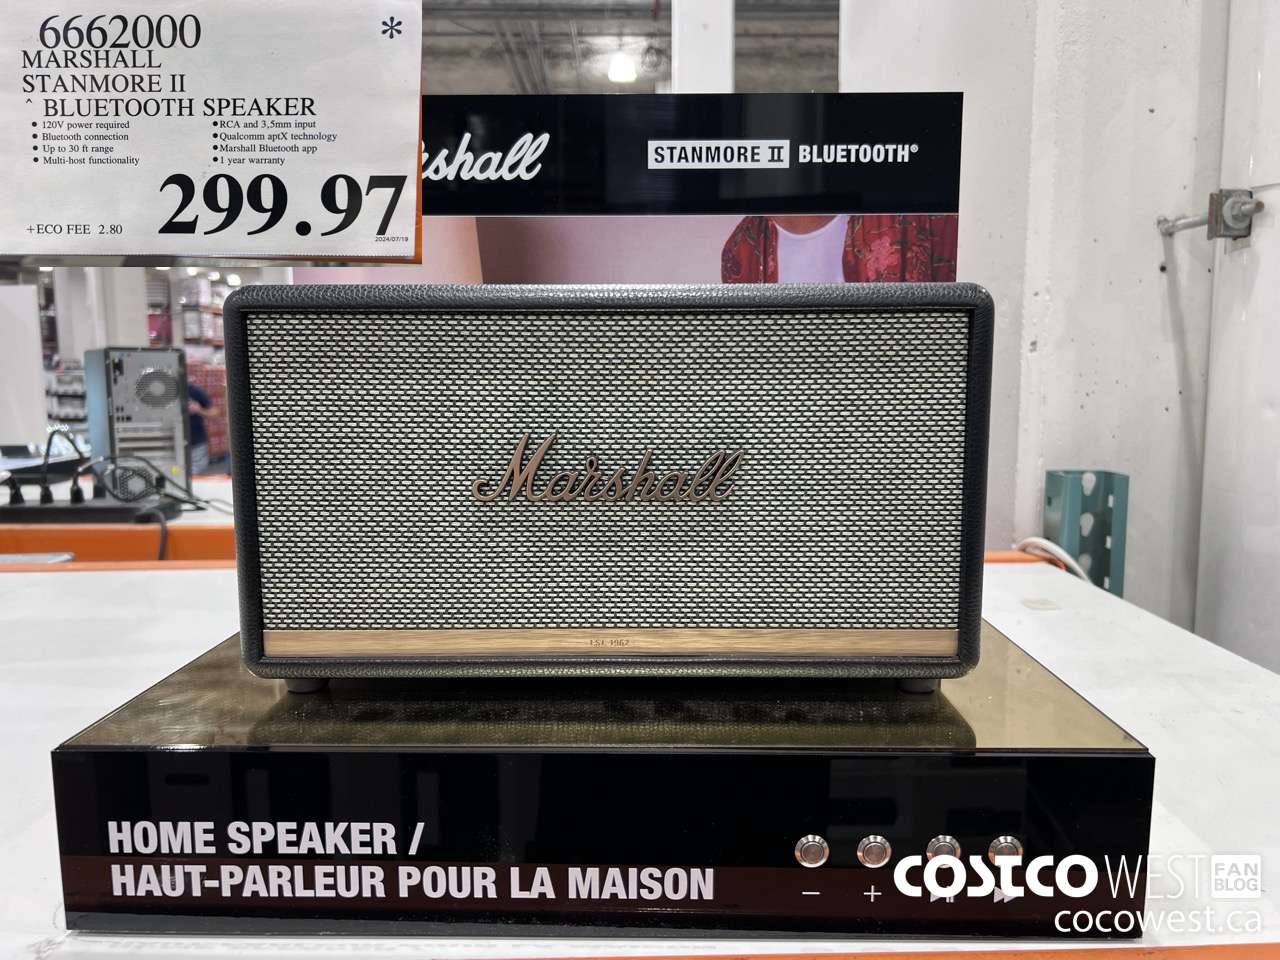 6662000 *
MARSHALL
STANMORE II
^ BLUETOOTH SPEAKER
• 120V power required
• Bluetooth connection
• Up to 30 ft range
• Multi-host functionality
• RCA and 3,5mm input
• Qualcomm aptX technology
• Marshall Bluetooth app
• 1 year warranty
+ECO FEE 2.80
299.97
2024/07/19
shall
STANMORE II BLUETOOTH®
Marshall
EST. 1962
HOME SPEAKER /
HAUT-PARLEUR POUR LA MAISON
− +
COSTCO WEST FAN BLOG
cocowest.ca